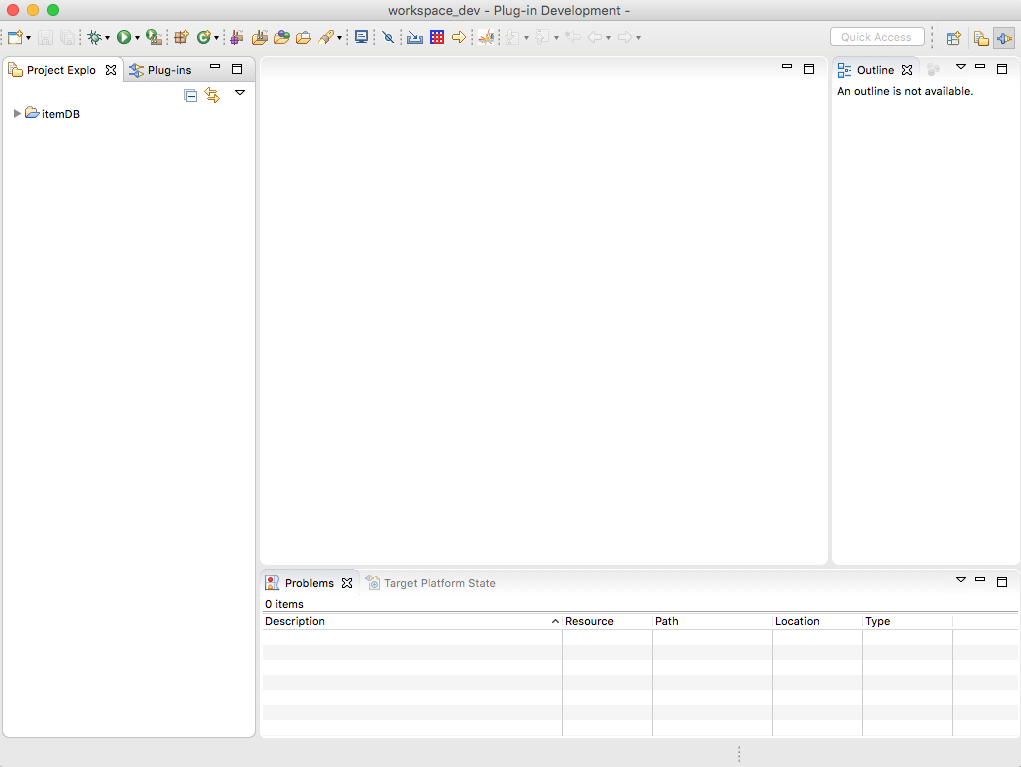 workspace_dev - Plug-in Development -
Quick Access
Project Explo
Plug-ins
itemDB
Outline
An outline is not available.
Problems
Target Platform State
0 items
Description
Resource
Path
Location
Type